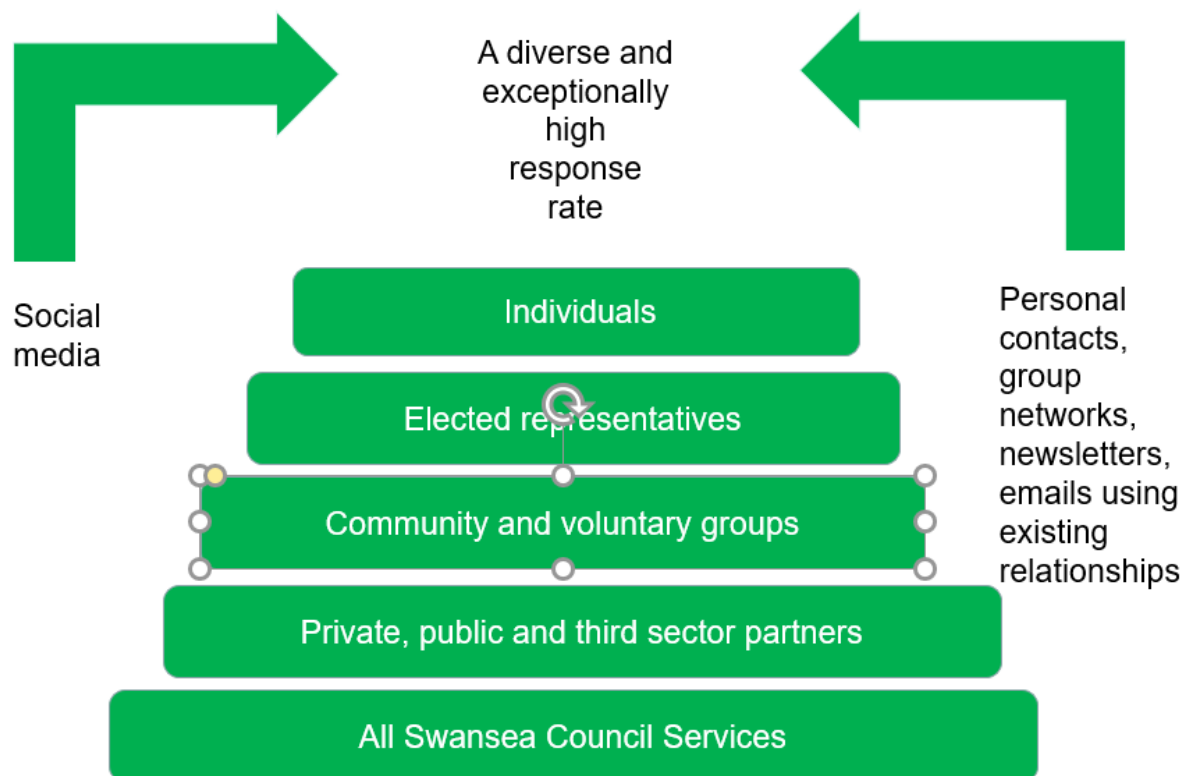 A diverse and
exceptionally
high
response
rate
Social
media
Personal
contacts,
group
networks,
newsletters,
emails using
existing
relationships
Individuals
Elected representatives
Community and voluntary groups
Private, public and third sector partners
All Swansea Council Services